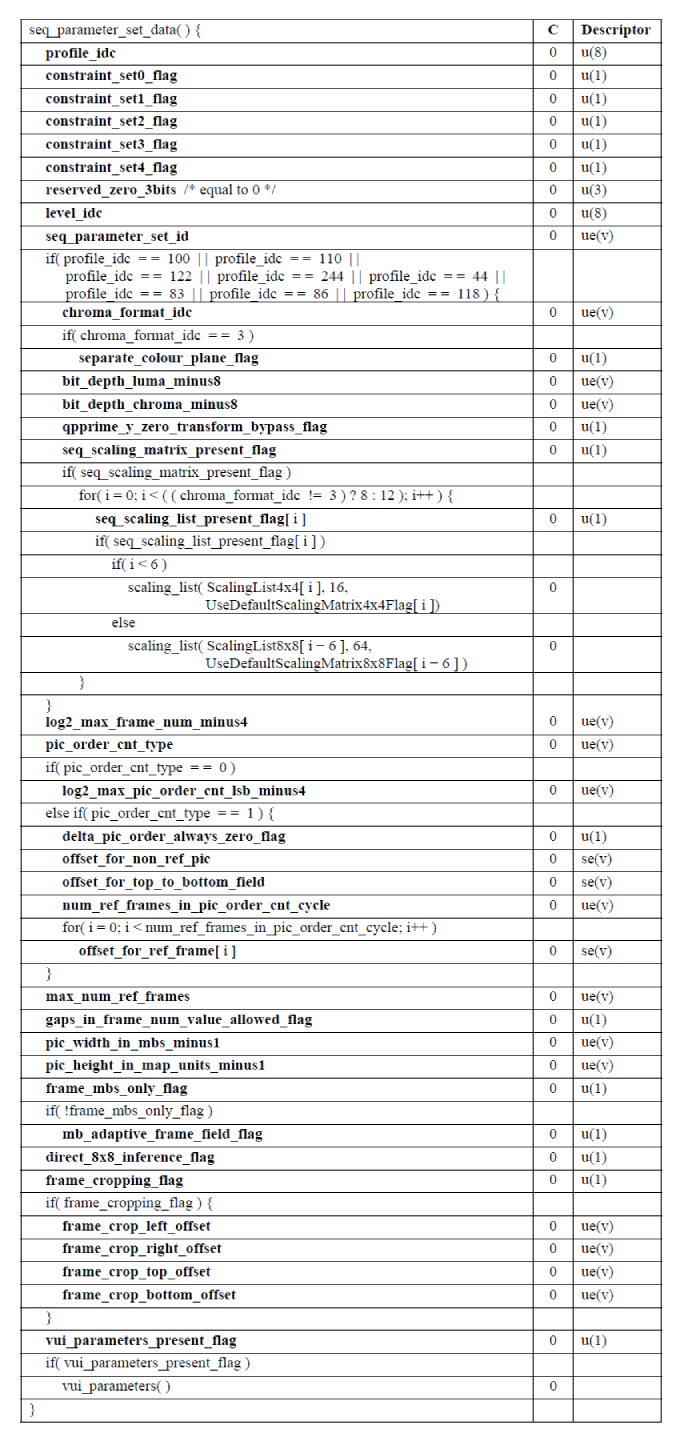 seq_parameter_set_data( ) { C Descriptor
profile_idc 0 u(8)
constraint_set0_flag 0 u(1)
constraint_set1_flag 0 u(1)
constraint_set2_flag 0 u(1)
constraint_set3_flag 0 u(1)
constraint_set4_flag 0 u(1)
reserved_zero_3bits /* equal to 0 */ 0 u(3)
level_idc 0 u(8)
seq_parameter_set_id 0 ue(v)
if( profile_idc = = 100 | | profile_idc = = 110 | |
profile_idc = = 122 | | profile_idc = = 244 | | profile_idc = = 44 | |
profile_idc = = 83 | | profile_idc = = 86 | | profile_idc = = 118 ) {
chroma_format_idc 0 ue(v)
if( chroma_format_idc = = 3 )
separate_colour_plane_flag 0 u(1)
bit_depth_luma_minus8 0 ue(v)
bit_depth_chroma_minus8 0 ue(v)
qpprime_y_zero_transform_bypass_flag 0 u(1)
seq_scaling_matrix_present_flag 0 u(1)
if( seq_scaling_matrix_present_flag )
for( i = 0; i < ( ( chroma_format_idc != 3 ) ? 8 : 12 ); i++ ) {
seq_scaling_list_present_flag[ i ] 0 u(1)
if( seq_scaling_list_present_flag[ i ] )
if( i < 6 )
scaling_list( ScalingList4x4[ i ], 16, 0
UseDefaultScalingMatrix4x4Flag[ i ])
else
scaling_list( ScalingList8x8[ i − 6 ], 64, 0
UseDefaultScalingMatrix8x8Flag[ i − 6 ] )
}
}
log2_max_frame_num_minus4 0 ue(v)
pic_order_cnt_type 0 ue(v)
if( pic_order_cnt_type = = 0 )
log2_max_pic_order_cnt_lsb_minus4 0 ue(v)
else if( pic_order_cnt_type = = 1 ) {
delta_pic_order_always_zero_flag 0 u(1)
offset_for_non_ref_pic 0 se(v)
offset_for_top_to_bottom_field 0 se(v)
num_ref_frames_in_pic_order_cnt_cycle 0 ue(v)
for( i = 0; i < num_ref_frames_in_pic_order_cnt_cycle; i++ )
offset_for_ref_frame[ i ] 0 se(v)
}
max_num_ref_frames 0 ue(v)
gaps_in_frame_num_value_allowed_flag 0 u(1)
pic_width_in_mbs_minus1 0 ue(v)
pic_height_in_map_units_minus1 0 ue(v)
frame_mbs_only_flag 0 u(1)
if( !frame_mbs_only_flag )
mb_adaptive_frame_field_flag 0 u(1)
direct_8x8_inference_flag 0 u(1)
frame_cropping_flag 0 u(1)
if( frame_cropping_flag ) {
frame_crop_left_offset 0 ue(v)
frame_crop_right_offset 0 ue(v)
frame_crop_top_offset 0 ue(v)
frame_crop_bottom_offset 0 ue(v)
}
vui_parameters_present_flag 0 u(1)
if( vui_parameters_present_flag )
vui_parameters( ) 0
}